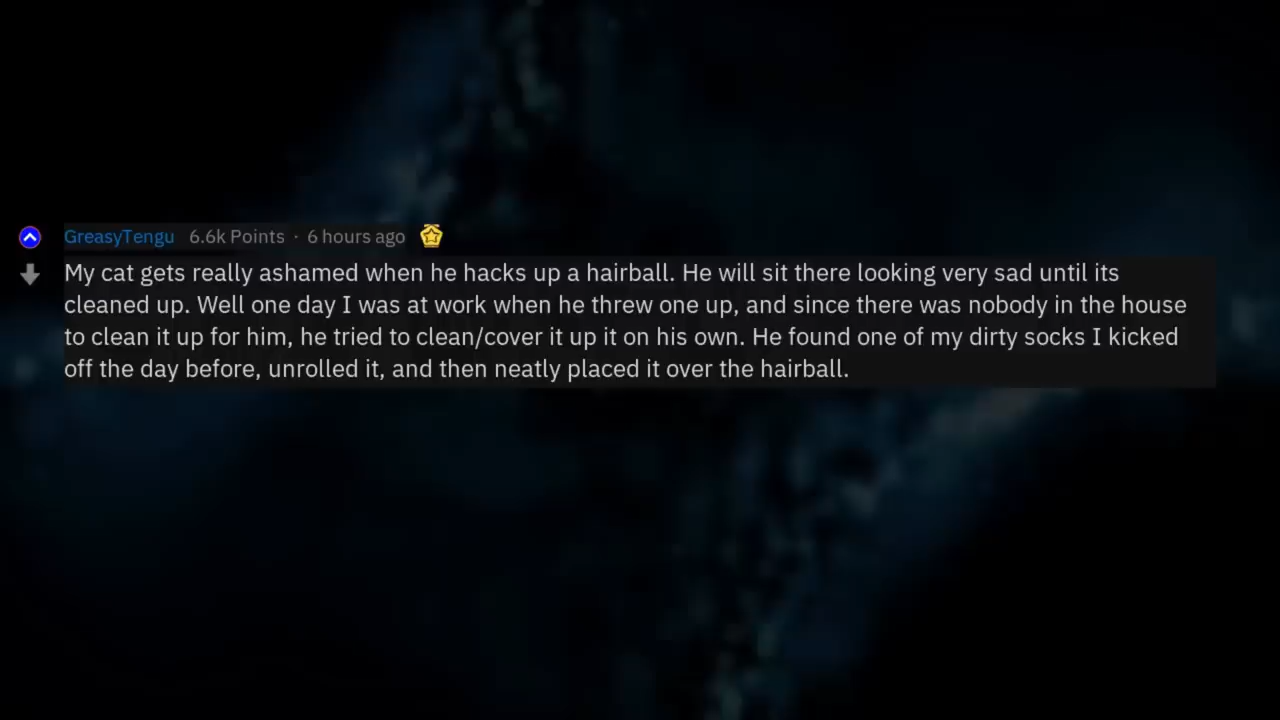 GreasyTengu 6.6k Points · 6 hours ago
My cat gets really ashamed when he hacks up a hairball. He will sit there looking very sad until its
cleaned up. Well one day I was at work when he threw one up, and since there was nobody in the house
to clean it up for him, he tried to clean/cover it up it on his own. He found one of my dirty socks I kicked
off the day before, unrolled it, and then neatly placed it over the hairball.